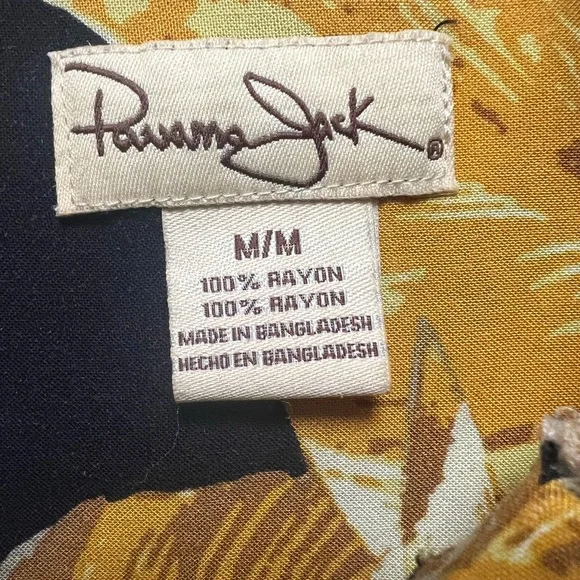 Panama Jack®
M/M
100% RAYON
100% RAYON
MADE IN BANGLADESH
HECHO EN BANGLADESH